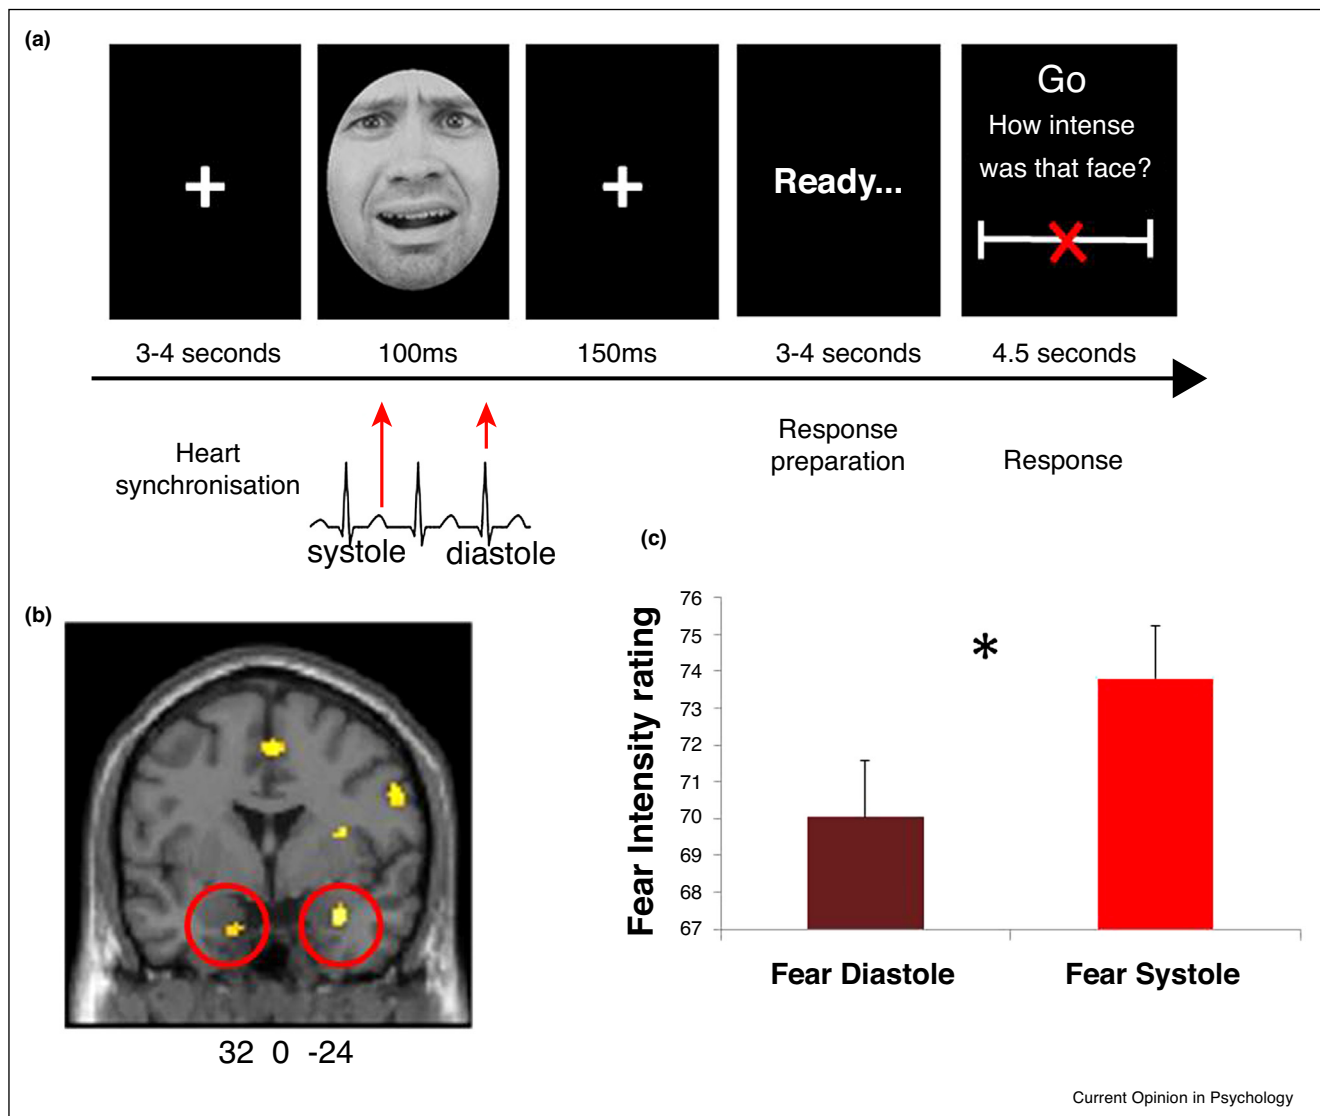 (a)
Go
How intense
was that face?
Ready...
3-4 seconds
100ms
150ms
3-4 seconds
4.5 seconds
Heart
synchronisation
systole
diastole
Response
preparation
Response
(b)
32 0 -24
(c)
Fear Intensity rating
76
75
74
73
72
71
70
69
68
67
*
Fear Diastole
Fear Systole
Current Opinion in Psychology